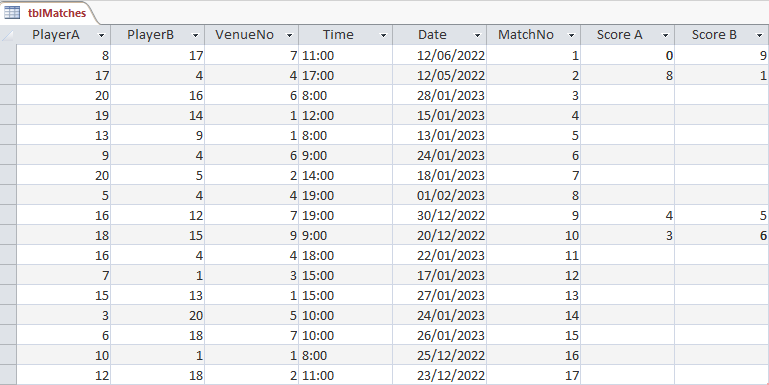 tblMatches
PlayerA PlayerB VenueNo Time Date MatchNo Score A Score B
8 17 7 11:00 12/06/2022 1 0 9
17 4 4 17:00 12/05/2022 2 8 1
20 16 6 8:00 28/01/2023 3
19 14 1 12:00 15/01/2023 4
13 9 1 8:00 13/01/2023 5
9 4 6 9:00 24/01/2023 6
20 5 2 14:00 18/01/2023 7
5 4 4 19:00 01/02/2023 8
16 12 7 19:00 30/12/2022 9 4 5
18 15 9 9:00 20/12/2022 10 3 6
16 4 4 18:00 22/01/2023 11
7 1 3 15:00 17/01/2023 12
15 13 1 15:00 27/01/2023 13
3 20 5 10:00 24/01/2023 14
6 18 7 10:00 26/01/2023 15
10 1 1 8:00 25/12/2022 16
12 18 2 11:00 23/12/2022 17